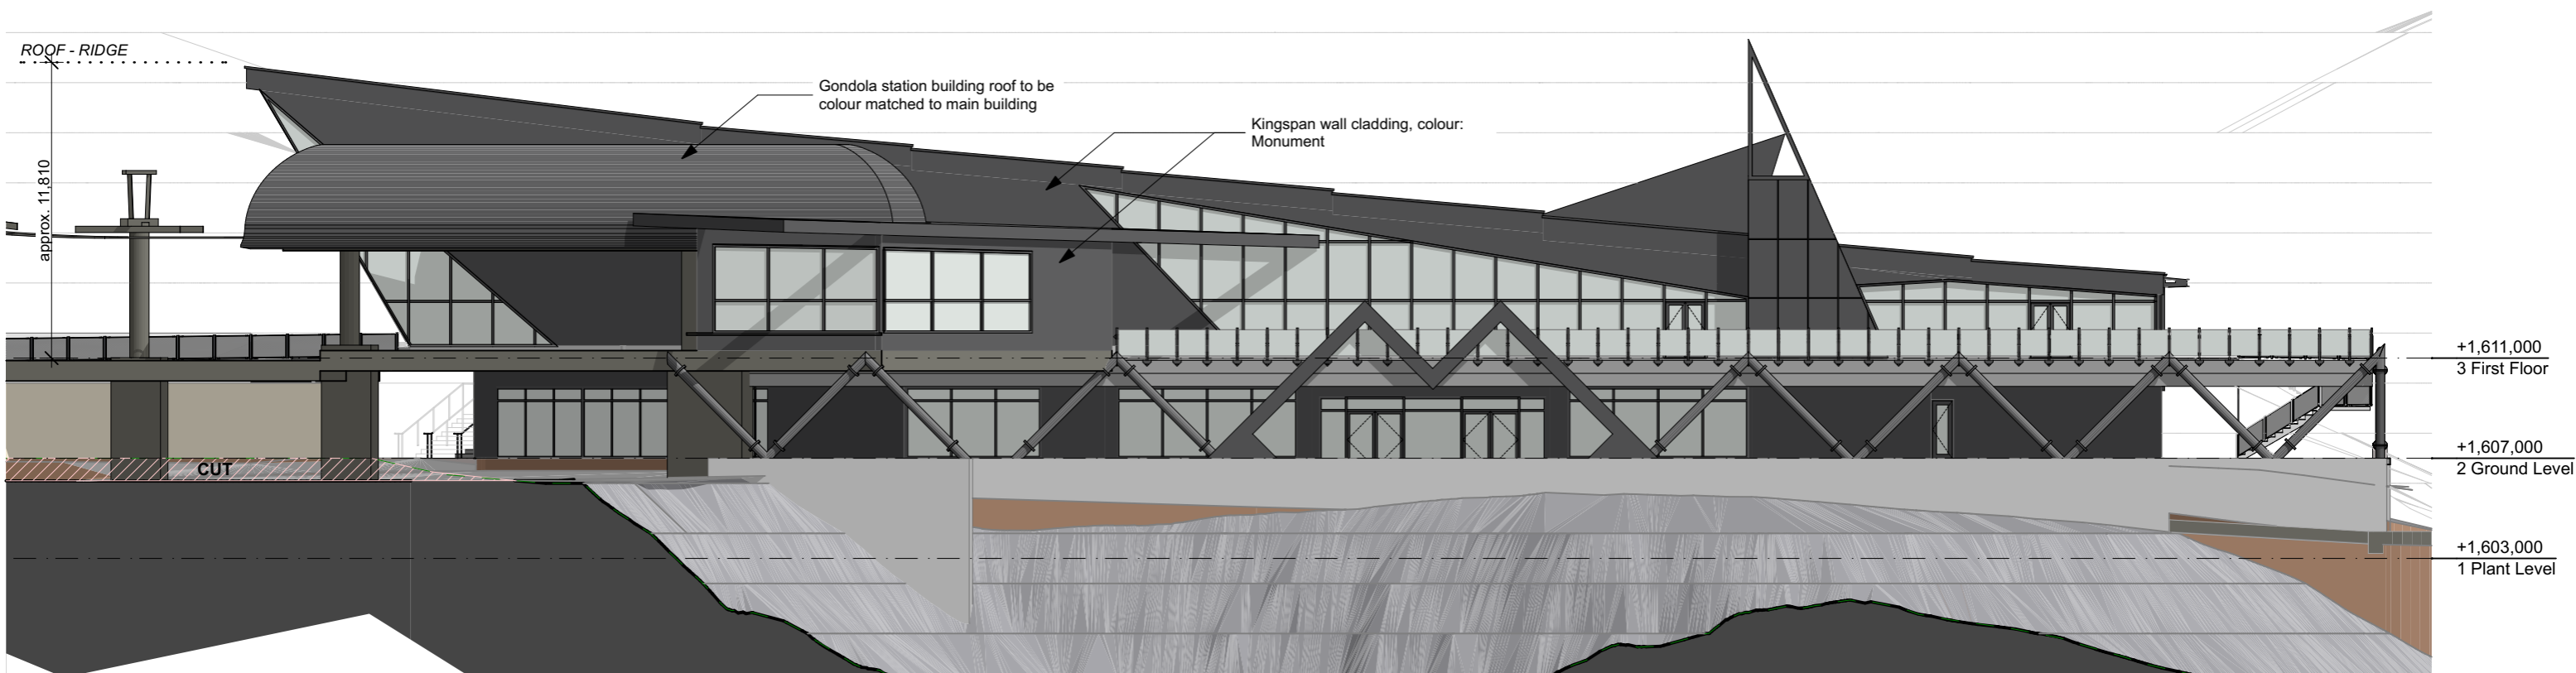 ROOF - RIDGE
approx. 11,810
Gondola station building roof to be
colour matched to main building
Kingspan wall cladding, colour:
Monument
CUT
+1,611,000
3 First Floor
+1,607,000
2 Ground Level
+1,603,000
1 Plant Level